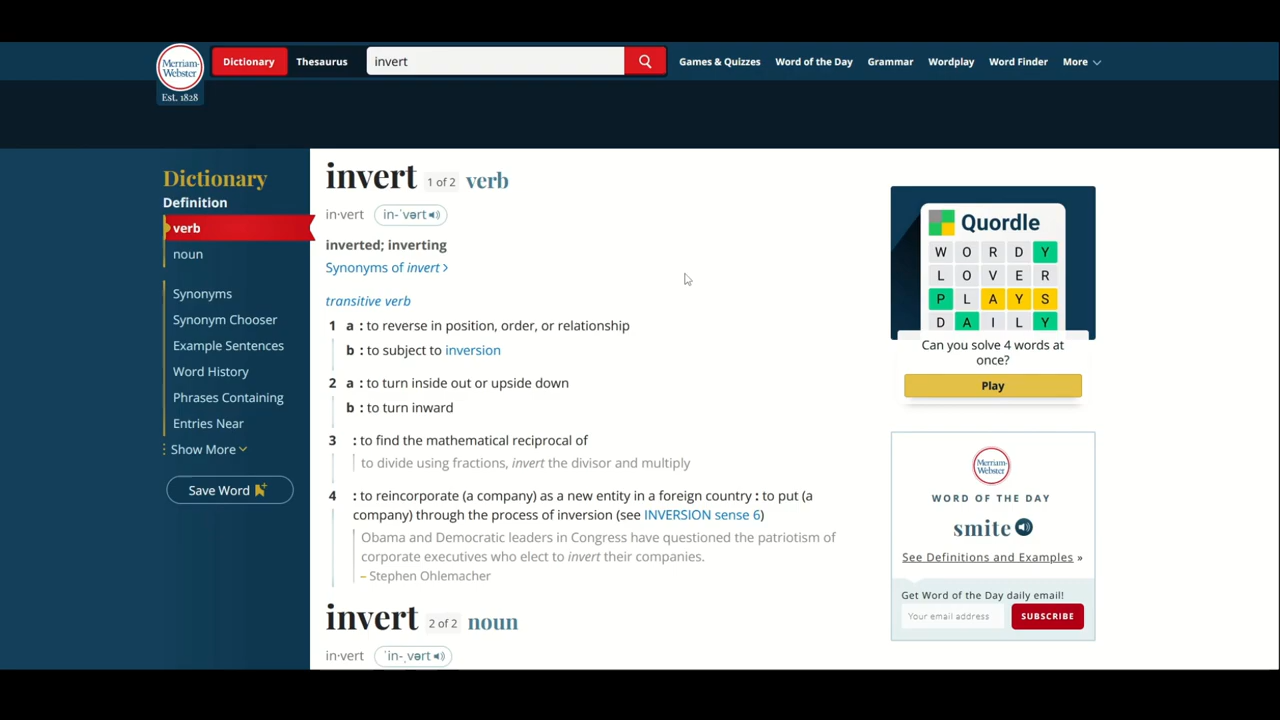 Merriam-
Webster
Est. 1828
Dictionary Thesaurus invert Games & Quizzes Word of the Day Grammar Wordplay Word Finder More
Dictionary
Definition
verb
noun
Synonyms
Synonym Chooser
Example Sentences
Word History
Phrases Containing
Entries Near
Show More
Save Word
invert 1 of 2 verb
in·vert in-ˈvərt
inverted; inverting
Synonyms of invert >
transitive verb
1 a : to reverse in position, order, or relationship
b : to subject to inversion
2 a : to turn inside out or upside down
b : to turn inward
3 : to find the mathematical reciprocal of
to divide using fractions, invert the divisor and multiply
4 : to reincorporate (a company) as a new entity in a foreign country : to put (a
company) through the process of inversion (see INVERSION sense 6)
Obama and Democratic leaders in Congress have questioned the patriotism of
corporate executives who elect to invert their companies.
– Stephen Ohlemacher
invert 2 of 2 noun
in·vert ˈin-ˌvərt
Quordle
W O R D Y
L O V E R
P L A Y S
D A I L Y
Can you solve 4 words at
once?
Play
Merriam-
Webster
WORD OF THE DAY
smite
See Definitions and Examples »
Get Word of the Day daily email!
Your email address SUBSCRIBE